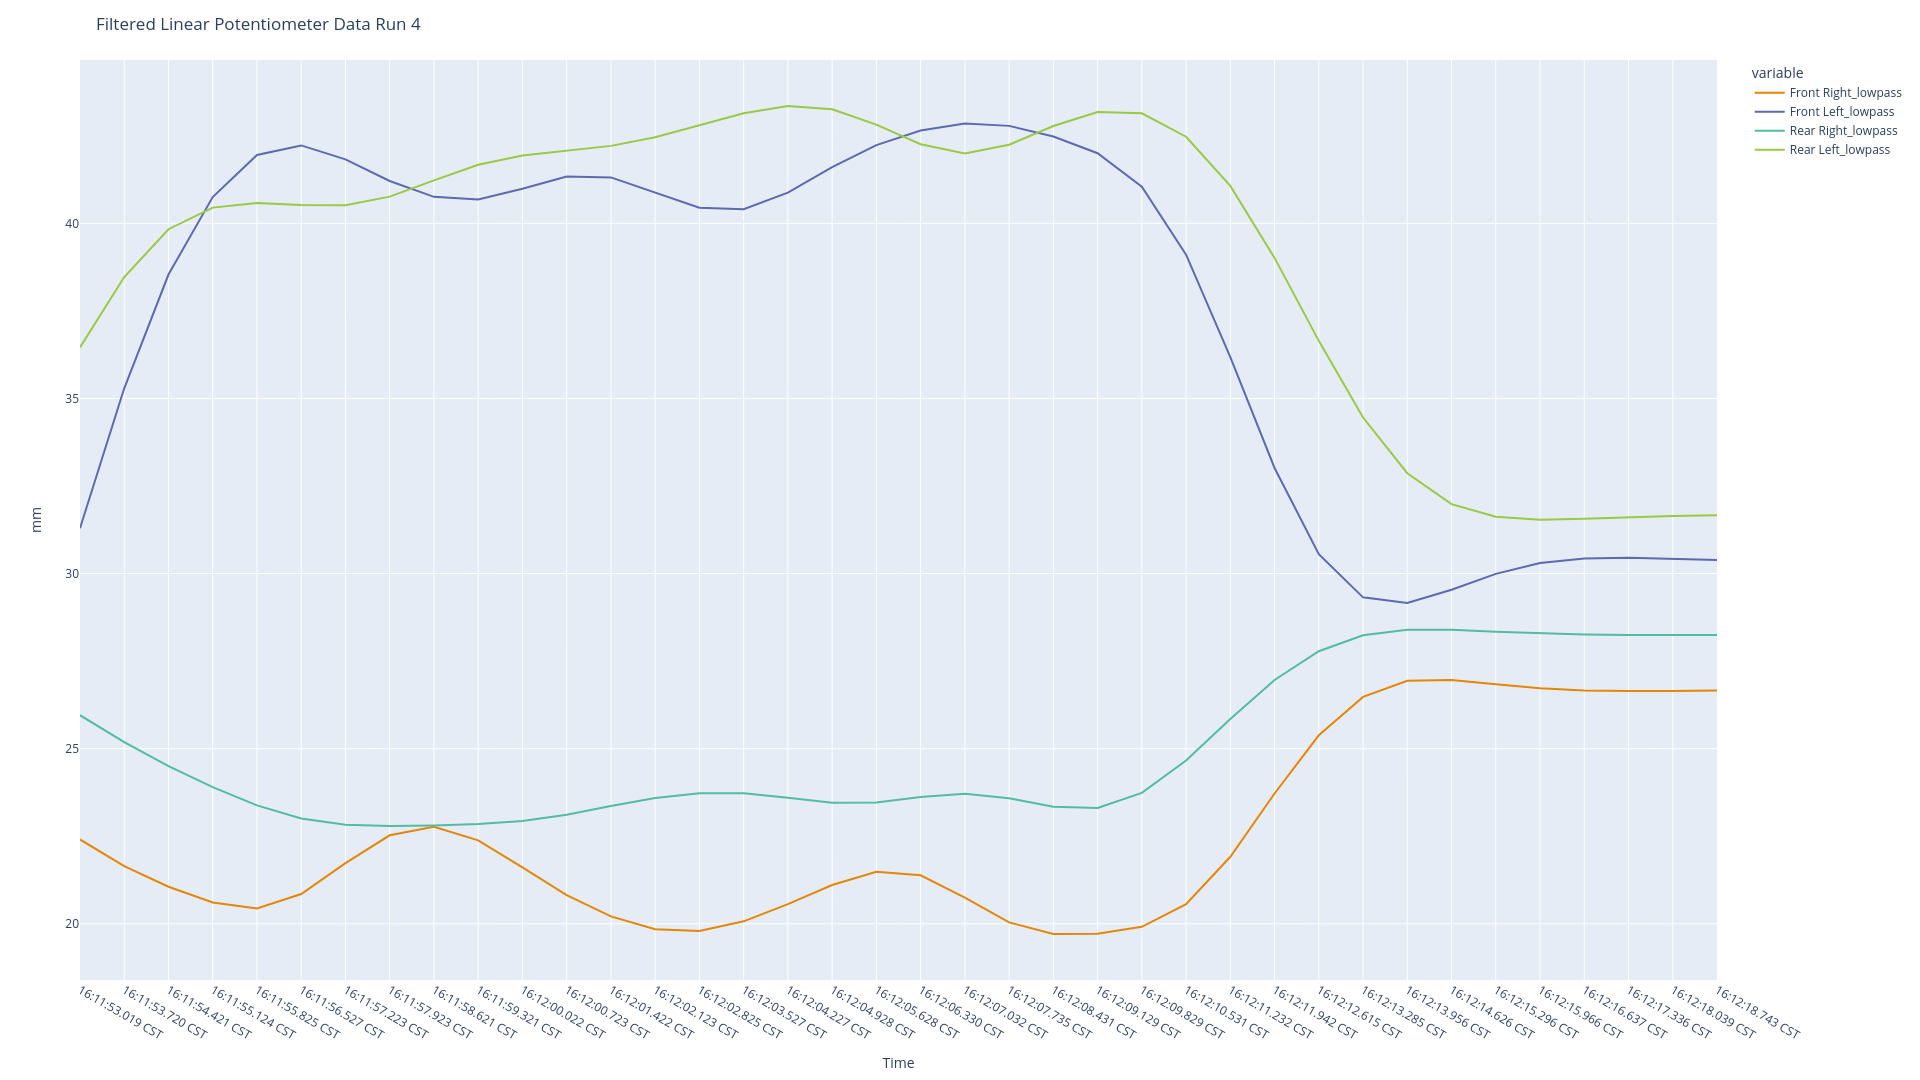 Filtered Linear Potentiometer Data Run 4
variable
Front Right_lowpass
Front Left_lowpass
Rear Right_lowpass
Rear Left_lowpass
40
35
30
25
20
mm
16:11:53.019 CST
16:11:53.720 CST
16:11:54.421 CST
16:11:55.124 CST
16:11:55.825 CST
16:11:56.527 CST
16:11:57.223 CST
16:11:57.923 CST
16:11:58.621 CST
16:11:59.321 CST
16:12:00.022 CST
16:12:00.723 CST
16:12:01.422 CST
16:12:02.123 CST
16:12:02.825 CST
16:12:03.527 CST
16:12:04.227 CST
16:12:04.928 CST
16:12:05.628 CST
16:12:06.330 CST
16:12:07.032 CST
16:12:07.735 CST
16:12:08.431 CST
16:12:09.129 CST
16:12:09.829 CST
16:12:10.531 CST
16:12:11.232 CST
16:12:11.942 CST
16:12:12.615 CST
16:12:13.285 CST
16:12:13.956 CST
16:12:14.626 CST
16:12:15.296 CST
16:12:15.966 CST
16:12:16.637 CST
16:12:17.336 CST
16:12:18.039 CST
16:12:18.743 CST
Time